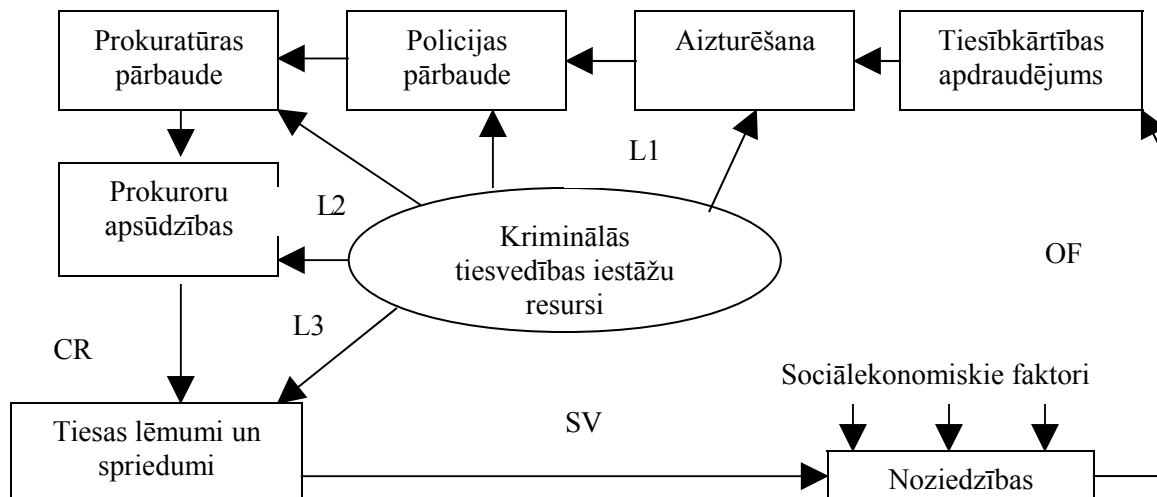 Prokuratūras
pārbaude
Policijas
pārbaude
Aizturēšana
Tiesībkārtības
apdraudējums
L1
Prokuroru
apsūdzības
L2
Kriminālās
tiesvedības iestāžu
resursi
OF
L3
CR
Sociālekonomiskie faktori
SV
Tiesas lēmumi un
spriedumi
Noziedzības